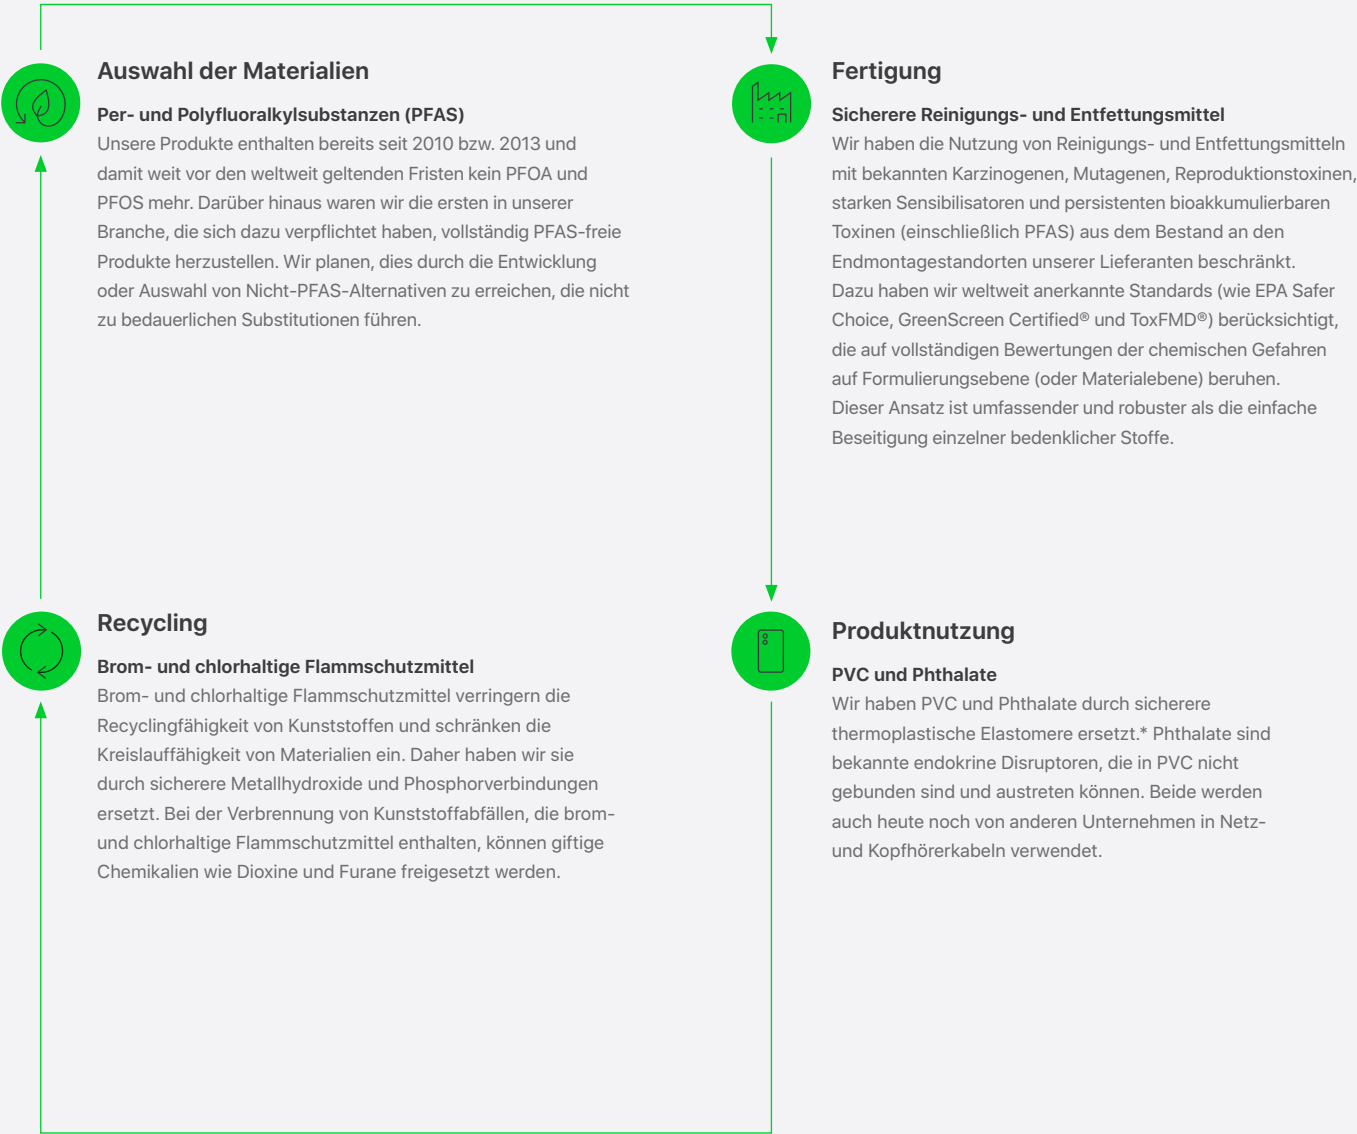 Auswahl der Materialien
Per- und Polyfluoralkylsubstanzen (PFAS)
Unsere Produkte enthalten bereits seit 2010 bzw. 2013 und
damit weit vor den weltweit geltenden Fristen kein PFOA und
PFOS mehr. Darüber hinaus waren wir die ersten in unserer
Branche, die sich dazu verpflichtet haben, vollständig PFAS-freie
Produkte herzustellen. Wir planen, dies durch die Entwicklung
oder Auswahl von Nicht-PFAS-Alternativen zu erreichen, die nicht
zu bedauerlichen Substitutionen führen.
Fertigung
Sicherere Reinigungs- und Entfettungsmittel
Wir haben die Nutzung von Reinigungs- und Entfettungsmitteln
mit bekannten Karzinogenen, Mutagenen, Reproduktionstoxinen,
starken Sensibilisatoren und persistenten bioakkumulierbaren
Toxinen (einschließlich PFAS) aus dem Bestand an den
Endmontagestandorten unserer Lieferanten beschränkt.
Dazu haben wir weltweit anerkannte Standards (wie EPA Safer
Choice, GreenScreen Certified® und ToxFMD®) berücksichtigt,
die auf vollständigen Bewertungen der chemischen Gefahren
auf Formulierungsebene (oder Materialebene) beruhen.
Dieser Ansatz ist umfassender und robuster als die einfache
Beseitigung einzelner bedenklicher Stoffe.
Recycling
Brom- und chlorhaltige Flammschutzmittel
Brom- und chlorhaltige Flammschutzmittel verringern die
Recyclingfähigkeit von Kunststoffen und schränken die
Kreislauffähigkeit von Materialien ein. Daher haben wir sie
durch sicherere Metallhydroxide und Phosphorverbindungen
ersetzt. Bei der Verbrennung von Kunststoffabfällen, die brom-
und chlorhaltige Flammschutzmittel enthalten, können giftige
Chemikalien wie Dioxine und Furane freigesetzt werden.
Produktnutzung
PVC und Phthalate
Wir haben PVC und Phthalate durch sicherere
thermoplastische Elastomere ersetzt.* Phthalate sind
bekannte endokrine Disruptoren, die in PVC nicht
gebunden sind und austreten können. Beide werden
auch heute noch von anderen Unternehmen in Netz-
und Kopfhörerkabeln verwendet.